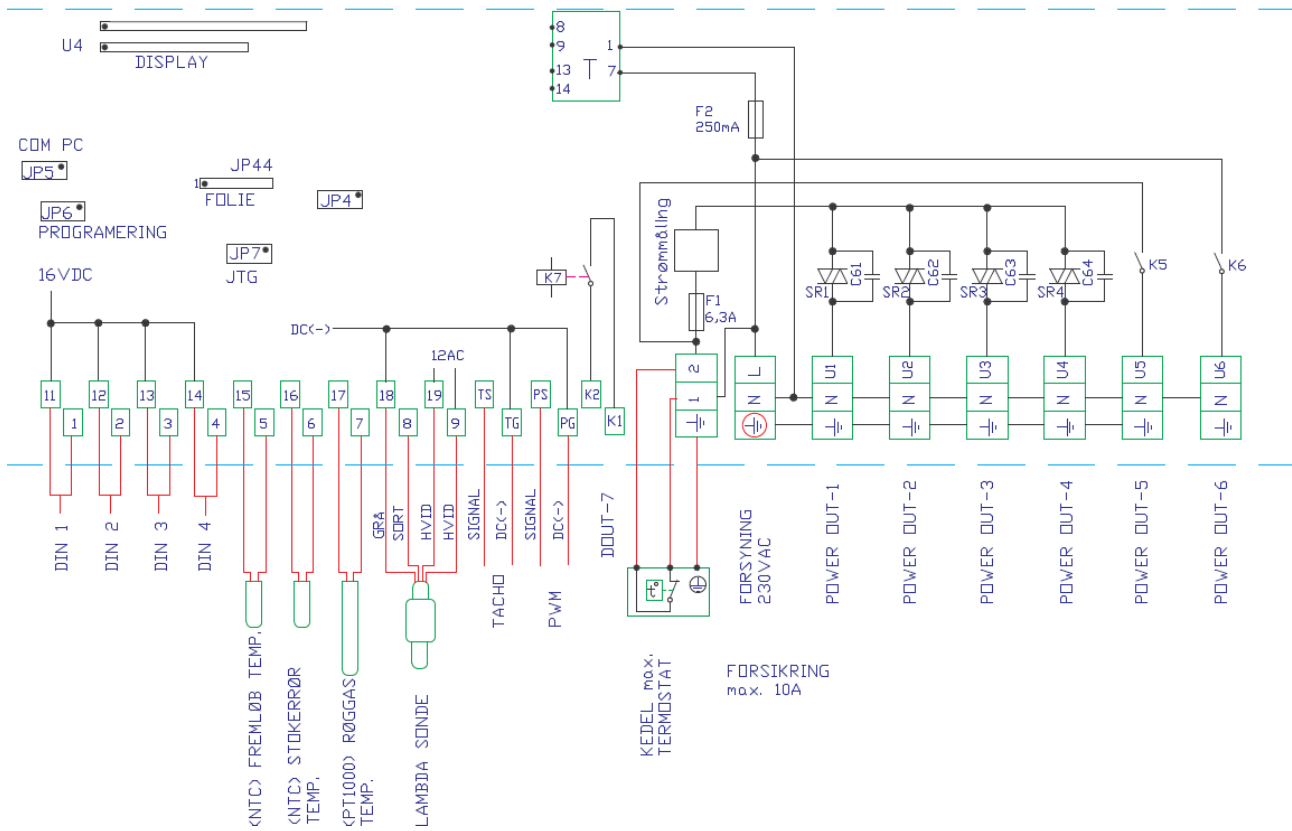 U4
DISPLAY
8
9
13
14
T
1
7
F2
250mA
COM PC
JP5
JP6
PROGRAMERING
JP44
1
FOLIE
JP4
JP7
JTG
16VDC
K7
Strømmåling
F1
6,3A
SR1
C61
SR2
C62
SR3
C63
SR4
C64
K5
K6
DC(-)
12AC
11
12
13
14
15
16
17
18
19
TS
PS
K2
1
2
3
4
5
6
7
8
9
TG
PG
K1
2
1
L
N
U1
N
U2
N
U3
N
U4
N
U5
N
U6
N
DIN 1
DIN 2
DIN 3
DIN 4
GRÅ
SORT
HVID
HVID
SIGNAL
DC(-)
SIGNAL
DC(-)
DOUT-7
TACHO
PWM
t°
FORSYNING
230VAC
POWER OUT-1
POWER OUT-2
POWER OUT-3
POWER OUT-4
POWER OUT-5
POWER OUT-6
(NTC) FREMLØB TEMP.
(NTC) STOKERRØR
TEMP.
(PT1000) RØGGAS
TEMP.
LAMBDA SONDE
KEDEL max.
TERMOSTAT
FORSIKRING
max. 10A